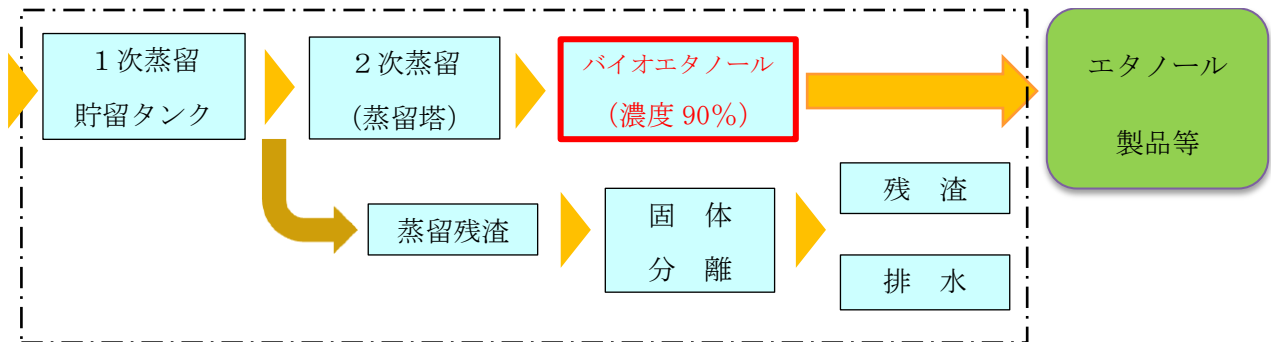 １次蒸留
貯留タンク
２次蒸留
(蒸留塔）
バイオエタノール
（濃度 90％）
エタノール
製品等
蒸留残渣
固　体
分　離
残　渣
排　水